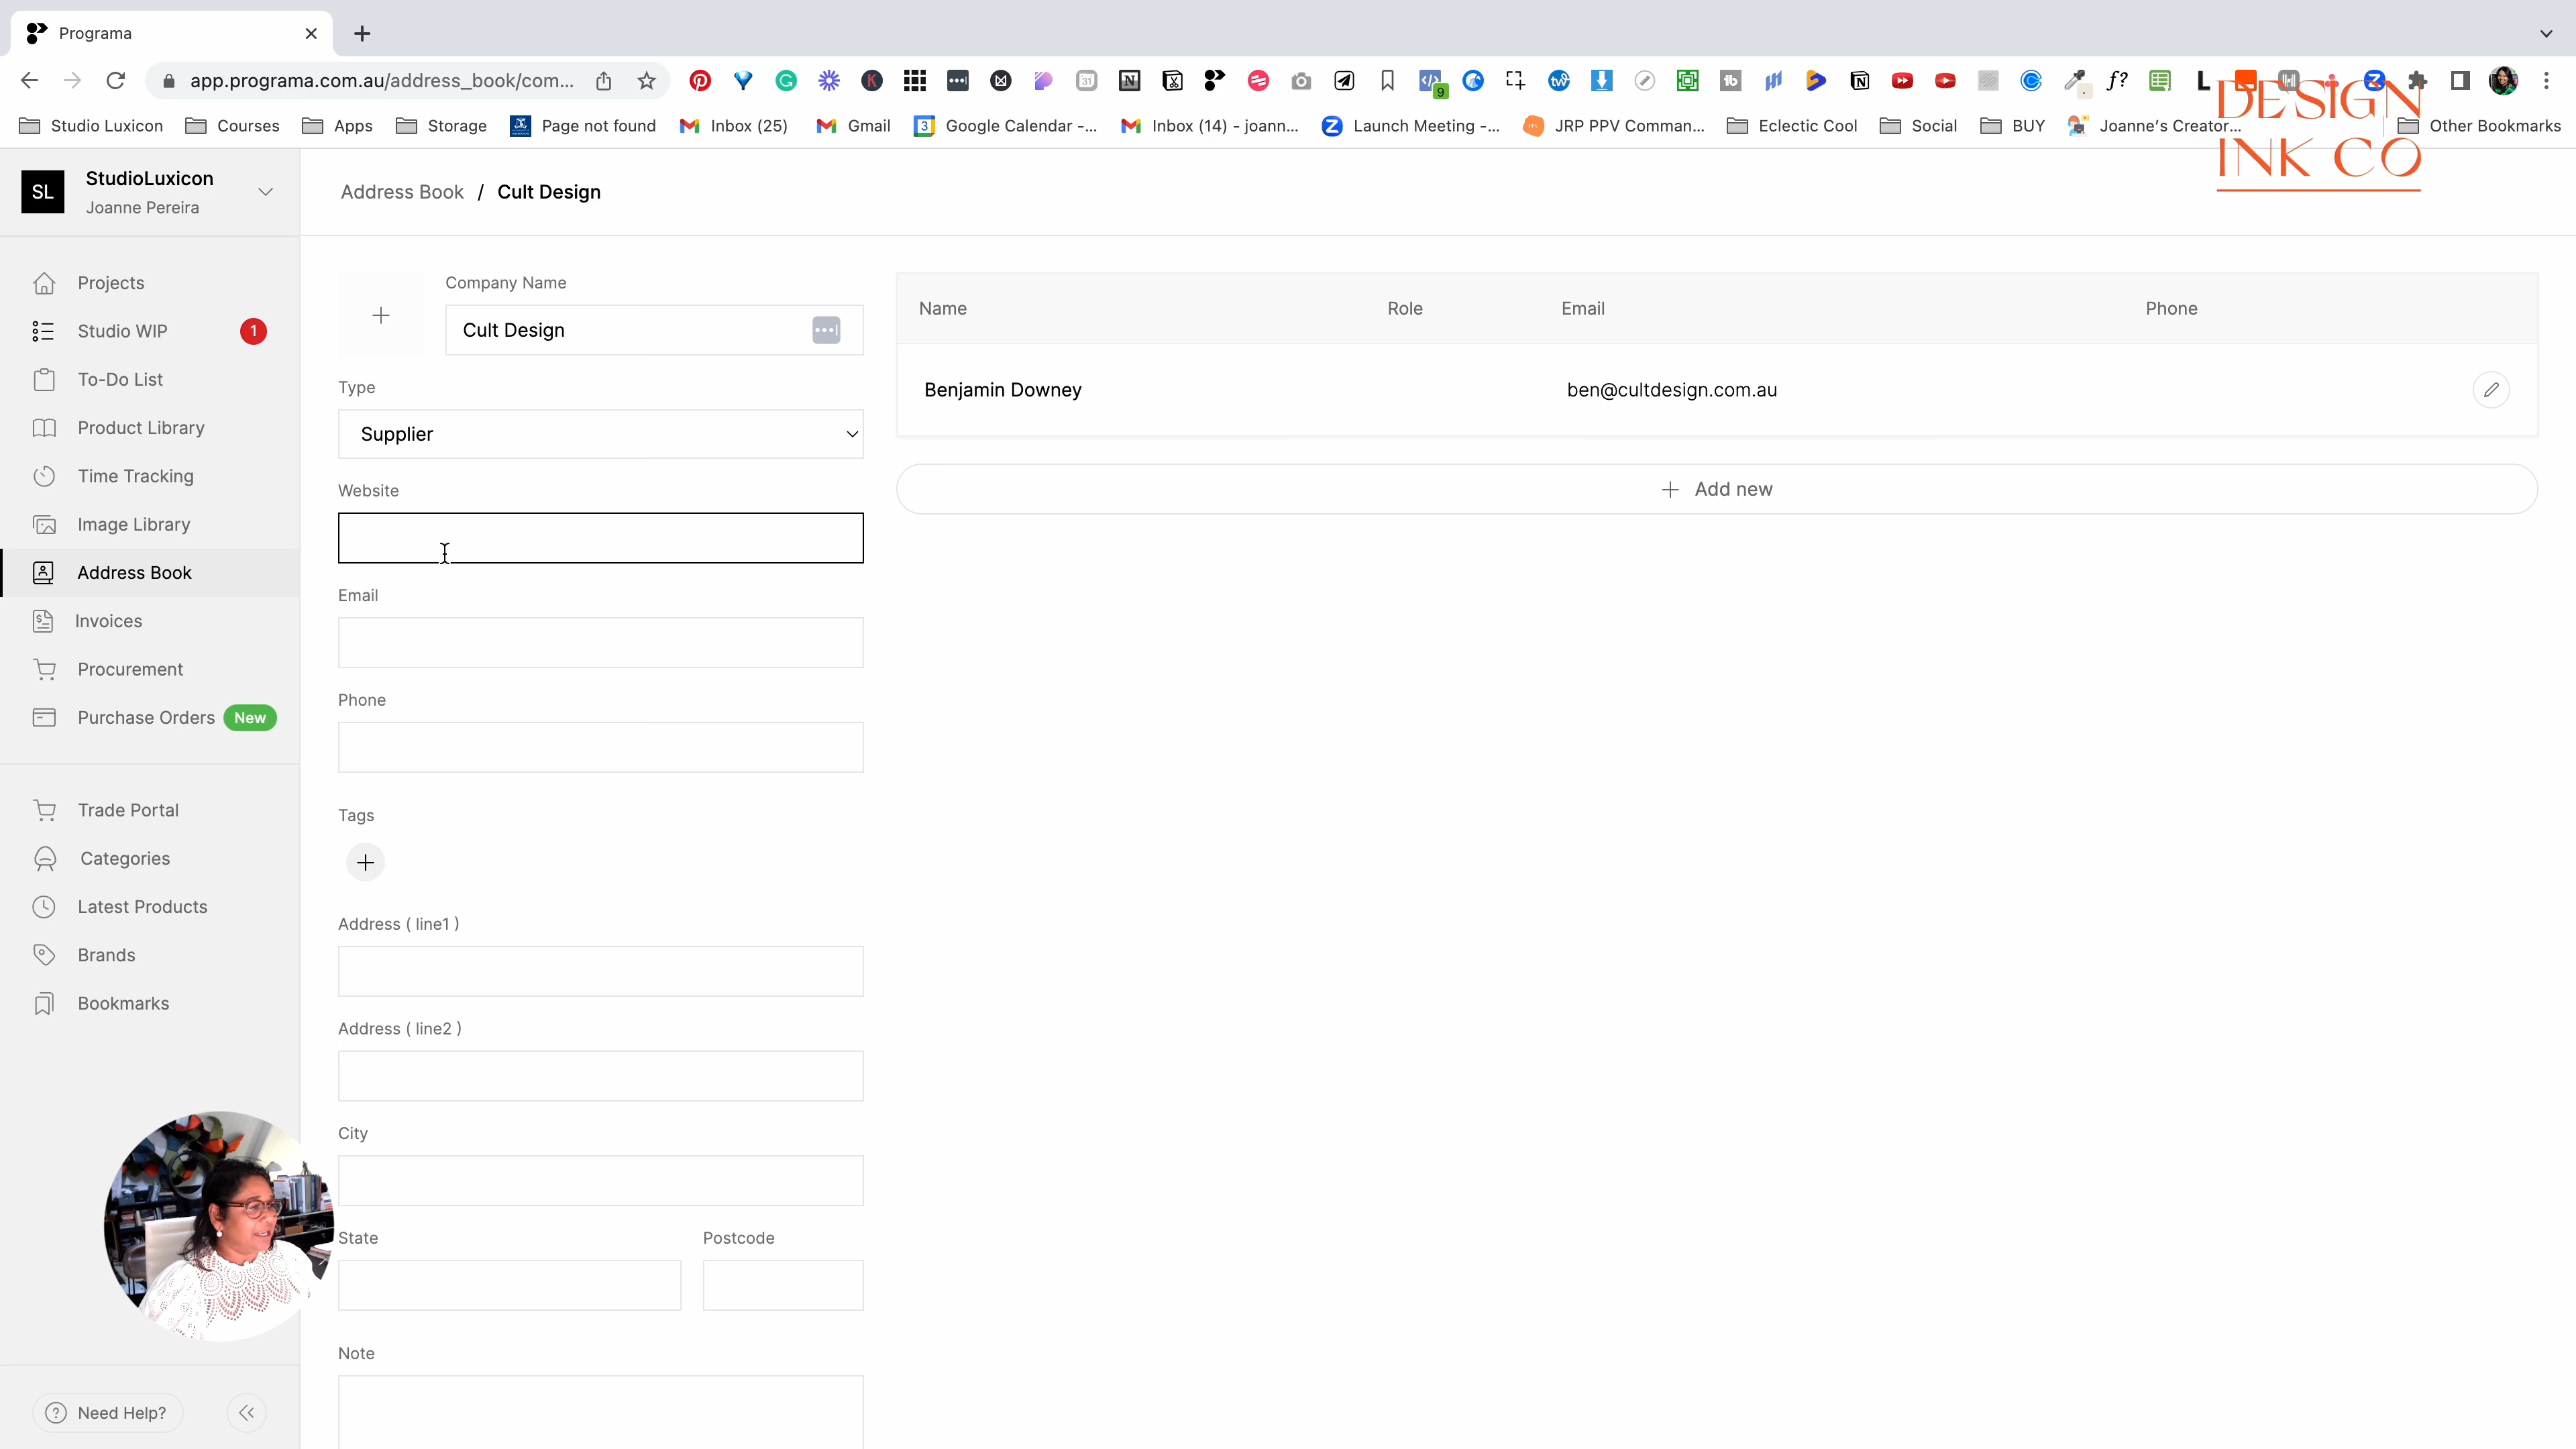 Programa
app.programa.com.au/address_book/com...
Studio Luxicon
Courses
Apps
Storage
Page not found
Inbox (25)
Gmail
Google Calendar -...
Inbox (14) - joann...
Launch Meeting -...
JRP PPV Comman...
Eclectic Cool
Social
BUY
Joanne's Creator...
Other Bookmarks
DESIGN
INK CO
SL
StudioLuxicon
Joanne Pereira
Projects
Studio WIP 1
To-Do List
Product Library
Time Tracking
Image Library
Address Book
Invoices
Procurement
Purchase Orders New
Trade Portal
Categories
Latest Products
Brands
Bookmarks
Need Help?
Address Book / Cult Design
Company Name
Cult Design
Type
Supplier
Website
Email
Phone
Tags
Address ( line1 )
Address ( line2 )
City
State Postcode
Note
Name Role Email Phone
Benjamin Downey ben@cultdesign.com.au
Add new